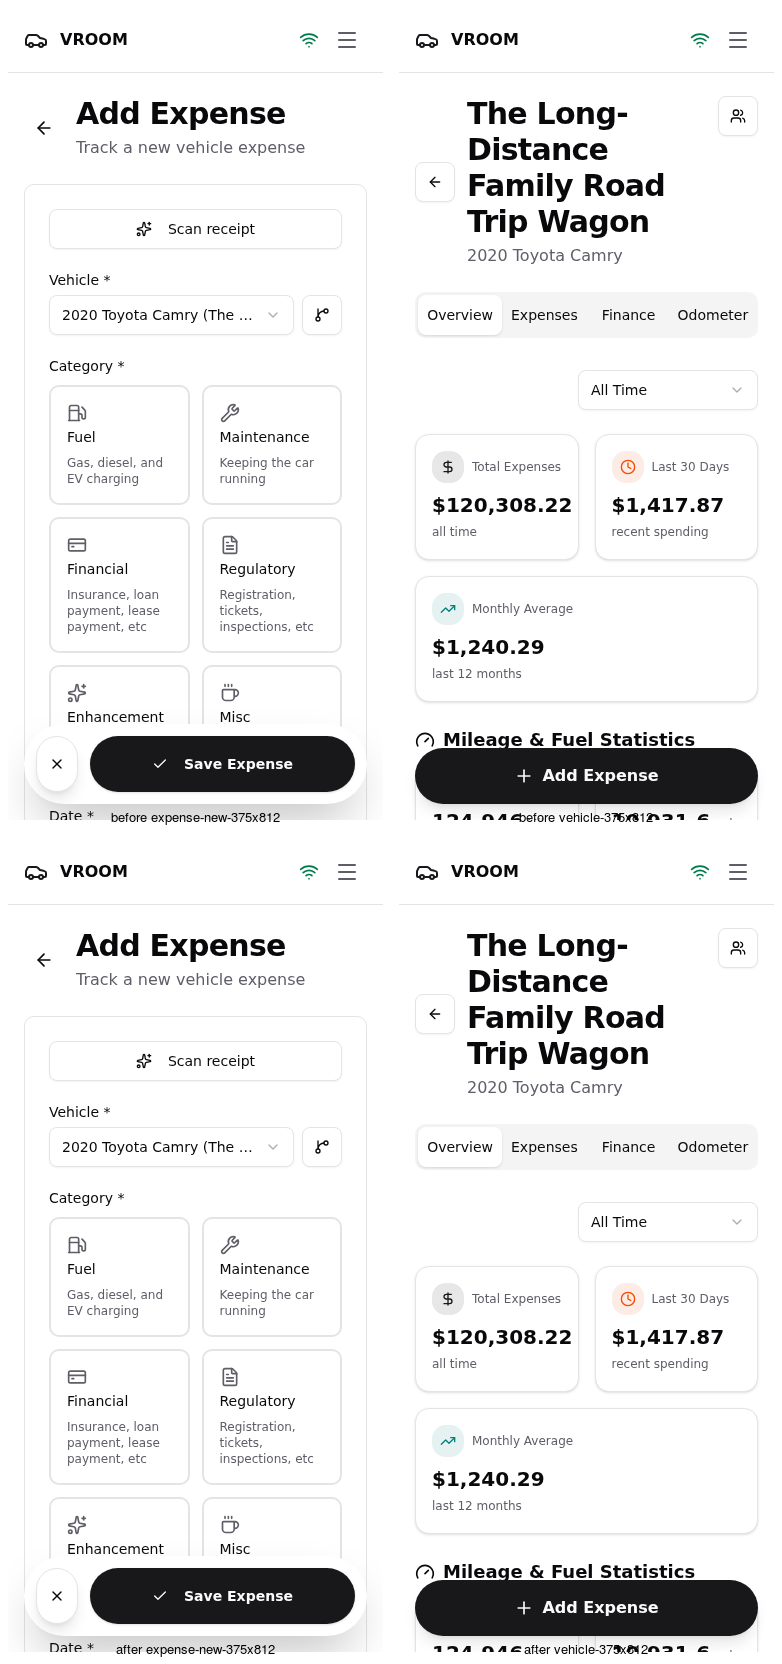 VROOM
Add Expense
Track a new vehicle expense
Scan receipt
Vehicle *
2020 Toyota Camry (The ...
Category *
Fuel
Gas, diesel, and
EV charging
Maintenance
Keeping the car
running
Financial
Insurance, loan
payment, lease
payment, etc
Regulatory
Registration,
tickets,
inspections, etc
Enhancement
Misc
Save Expense
Date *
before expense-new-375x812
VROOM
The Long-
Distance
Family Road
Trip Wagon
2020 Toyota Camry
Overview
Expenses
Finance
Odometer
All Time
Total Expenses
$120,308.22
all time
Last 30 Days
$1,417.87
recent spending
Monthly Average
$1,240.29
last 12 months
Mileage & Fuel Statistics
Add Expense
before vehicle-375x812
VROOM
Add Expense
Track a new vehicle expense
Scan receipt
Vehicle *
2020 Toyota Camry (The ...
Category *
Fuel
Gas, diesel, and
EV charging
Maintenance
Keeping the car
running
Financial
Insurance, loan
payment, lease
payment, etc
Regulatory
Registration,
tickets,
inspections, etc
Enhancement
Misc
Save Expense
Date *
after expense-new-375x812
VROOM
The Long-
Distance
Family Road
Trip Wagon
2020 Toyota Camry
Overview
Expenses
Finance
Odometer
All Time
Total Expenses
$120,308.22
all time
Last 30 Days
$1,417.87
recent spending
Monthly Average
$1,240.29
last 12 months
Mileage & Fuel Statistics
Add Expense
after vehicle-375x812